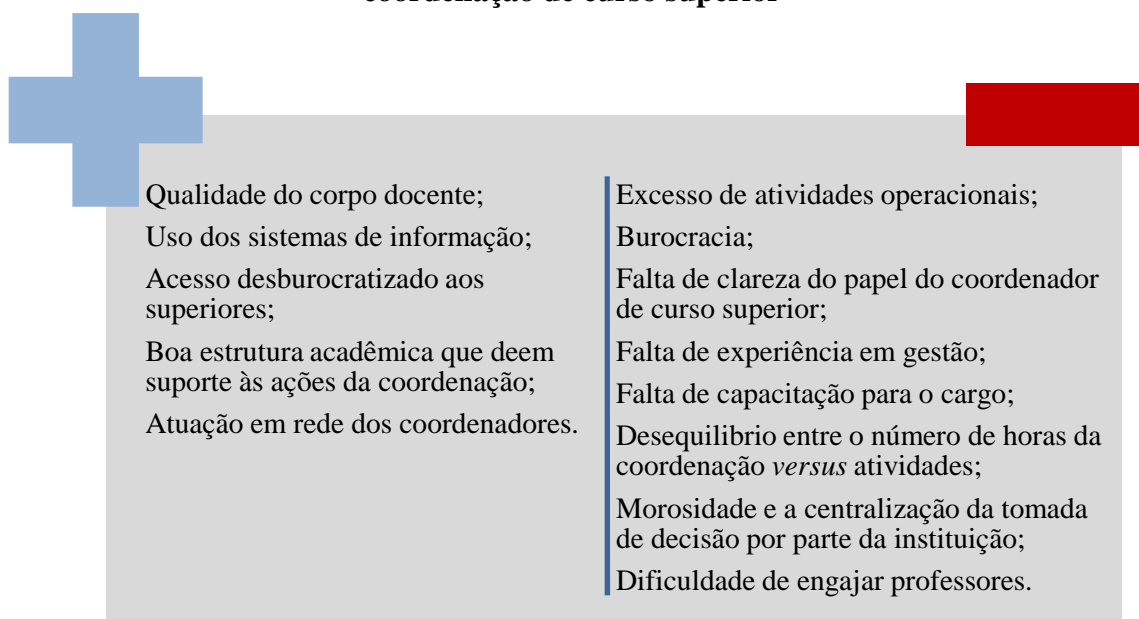 coordenação de curso superior
Qualidade do corpo docente;
Uso dos sistemas de informação;
Acesso desburocratizado aos
superiores;
Boa estrutura acadêmica que deem
suporte às ações da coordenação;
Atuação em rede dos coordenadores.
Excesso de atividades operacionais;
Burocracia;
Falta de clareza do papel do coordenador
de curso superior;
Falta de experiência em gestão;
Falta de capacitação para o cargo;
Desequilibrio entre o número de horas da
coordenação versus atividades;
Morosidade e a centralização da tomada
de decisão por parte da instituição;
Dificuldade de engajar professores.